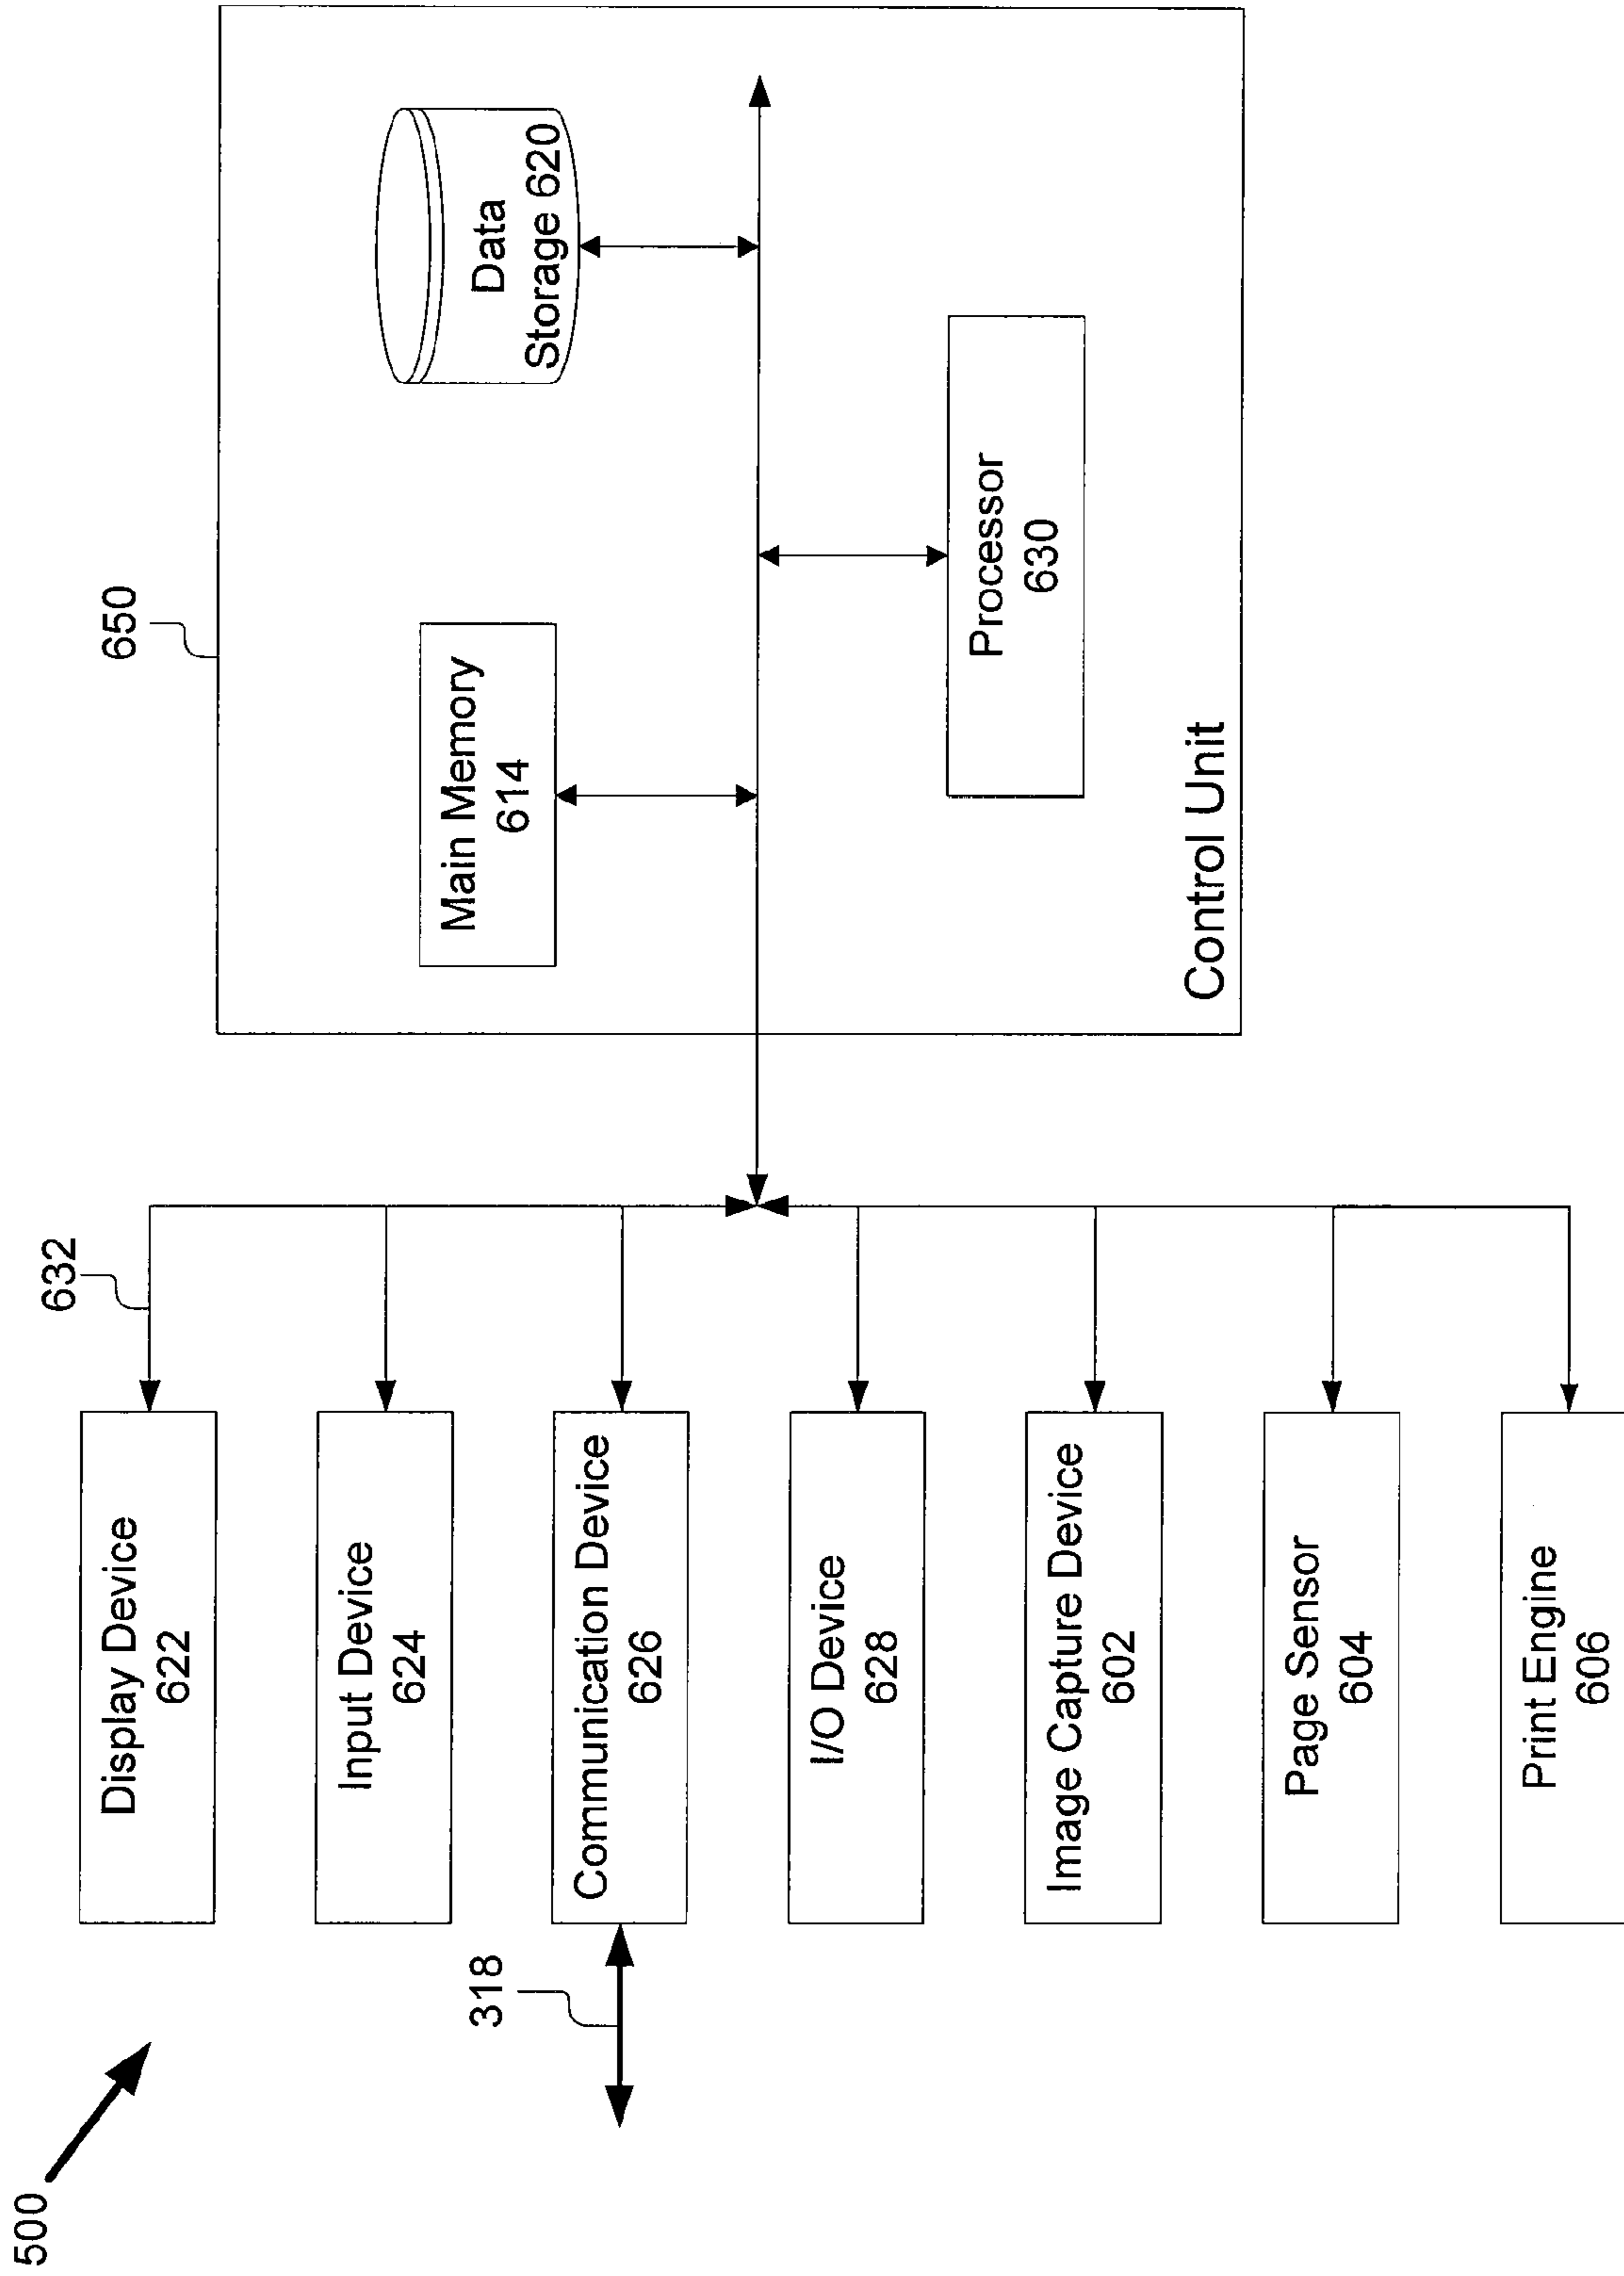 500
632
650
318
Display Device
622
Input Device
624
Communication Device
626
I/O Device
628
Image Capture Device
602
Page Sensor
604
Print Engine
606
Main Memory
614
Data
Storage 620
Processor
630
Control Unit